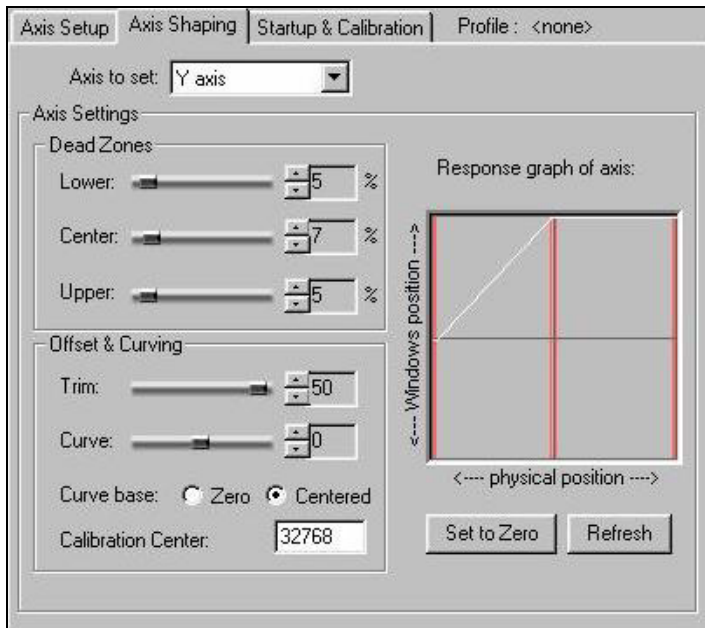 Axis Setup Axis Shaping Startup & Calibration Profile : <none>
Axis to set: Y axis
Axis Settings
Dead Zones
Lower: 5 %
Center: 7 %
Upper: 5 %
Offset & Curving
Trim: 50
Curve: 0
Curve base: Zero Centered
Calibration Center: 32768
Response graph of axis:
<--- Windows position --->
<---- physical position ---->
Set to Zero Refresh